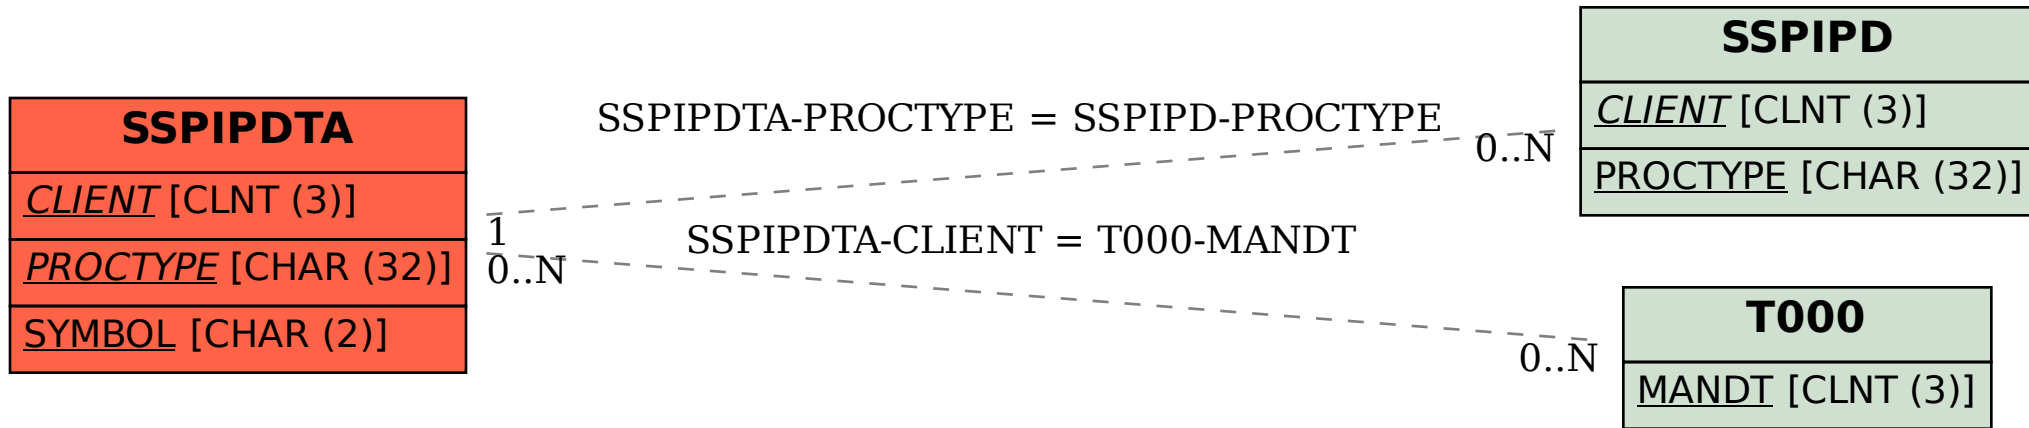 SSPIPDTA
CLIENT [CLNT (3)]
PROCTYPE [CHAR (32)]
SYMBOL [CHAR (2)]
SSPIPDTA-PROCTYPE = SSPIPD-PROCTYPE
1
0..N
SSPIPDTA-CLIENT = T000-MANDT
0..N
0..N
SSPIPD
CLIENT [CLNT (3)]
PROCTYPE [CHAR (32)]
T000
MANDT [CLNT (3)]